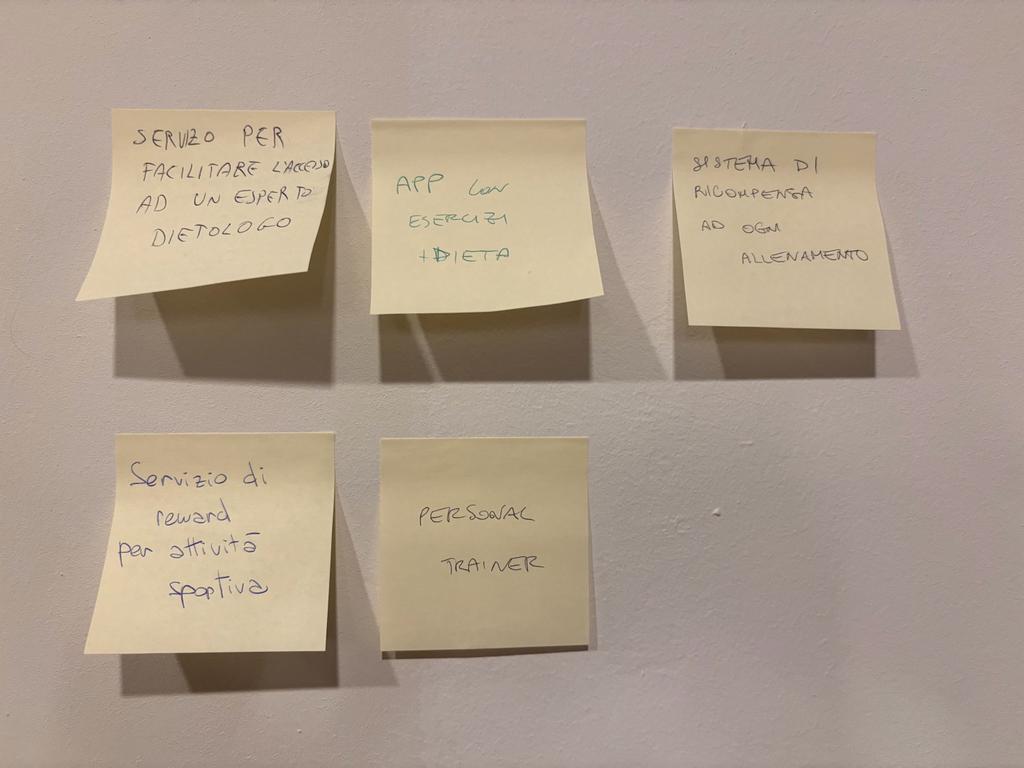 SERVIZO PER
FACILITARE L'ACCESSO
AD UN ESPERTO
DIETOLOGO
APP CON
ESERCIZI
+DIETA
SISTEMA DI
RICOMPENSA
AD OGNI
ALLENAMENTO
Servizio di
reward
per attività
sportiva
PERSONAL
TRAINER